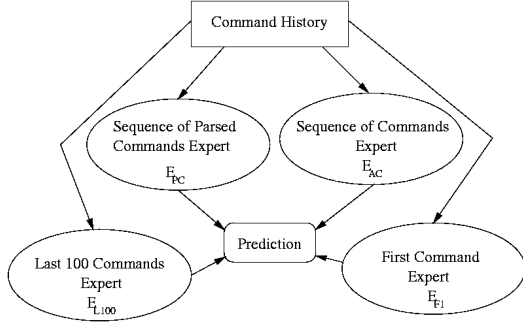 Command History
Sequence of Parsed
Commands Expert
E_PC
Sequence of Commands
Expert
E_AC
Prediction
Last 100 Commands
Expert
E_L100
First Command
Expert
E_F1